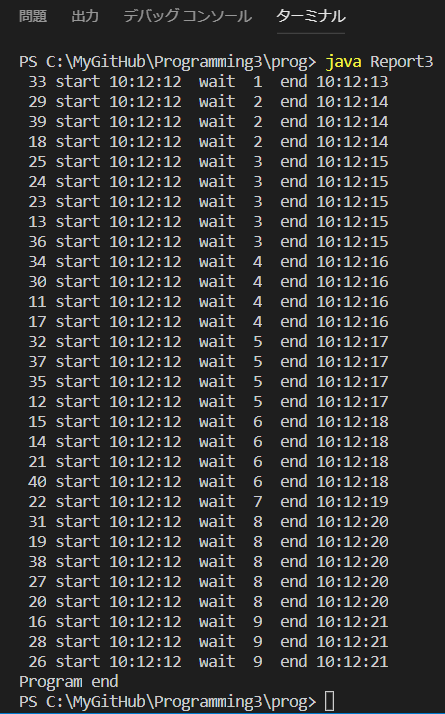 問題 出力 デバッグ コンソール ターミナル
PS C:\MyGitHub\Programming3\prog> java Report3
33 start 10:12:12  wait  1  end 10:12:13
29 start 10:12:12  wait  2  end 10:12:14
39 start 10:12:12  wait  2  end 10:12:14
18 start 10:12:12  wait  2  end 10:12:14
25 start 10:12:12  wait  3  end 10:12:15
24 start 10:12:12  wait  3  end 10:12:15
23 start 10:12:12  wait  3  end 10:12:15
13 start 10:12:12  wait  3  end 10:12:15
36 start 10:12:12  wait  3  end 10:12:15
34 start 10:12:12  wait  4  end 10:12:16
30 start 10:12:12  wait  4  end 10:12:16
11 start 10:12:12  wait  4  end 10:12:16
17 start 10:12:12  wait  4  end 10:12:16
32 start 10:12:12  wait  5  end 10:12:17
37 start 10:12:12  wait  5  end 10:12:17
35 start 10:12:12  wait  5  end 10:12:17
12 start 10:12:12  wait  5  end 10:12:17
15 start 10:12:12  wait  6  end 10:12:18
14 start 10:12:12  wait  6  end 10:12:18
21 start 10:12:12  wait  6  end 10:12:18
40 start 10:12:12  wait  6  end 10:12:18
22 start 10:12:12  wait  7  end 10:12:19
31 start 10:12:12  wait  8  end 10:12:20
19 start 10:12:12  wait  8  end 10:12:20
38 start 10:12:12  wait  8  end 10:12:20
27 start 10:12:12  wait  8  end 10:12:20
20 start 10:12:12  wait  8  end 10:12:20
16 start 10:12:12  wait  9  end 10:12:21
28 start 10:12:12  wait  9  end 10:12:21
26 start 10:12:12  wait  9  end 10:12:21
Program end
PS C:\MyGitHub\Programming3\prog>